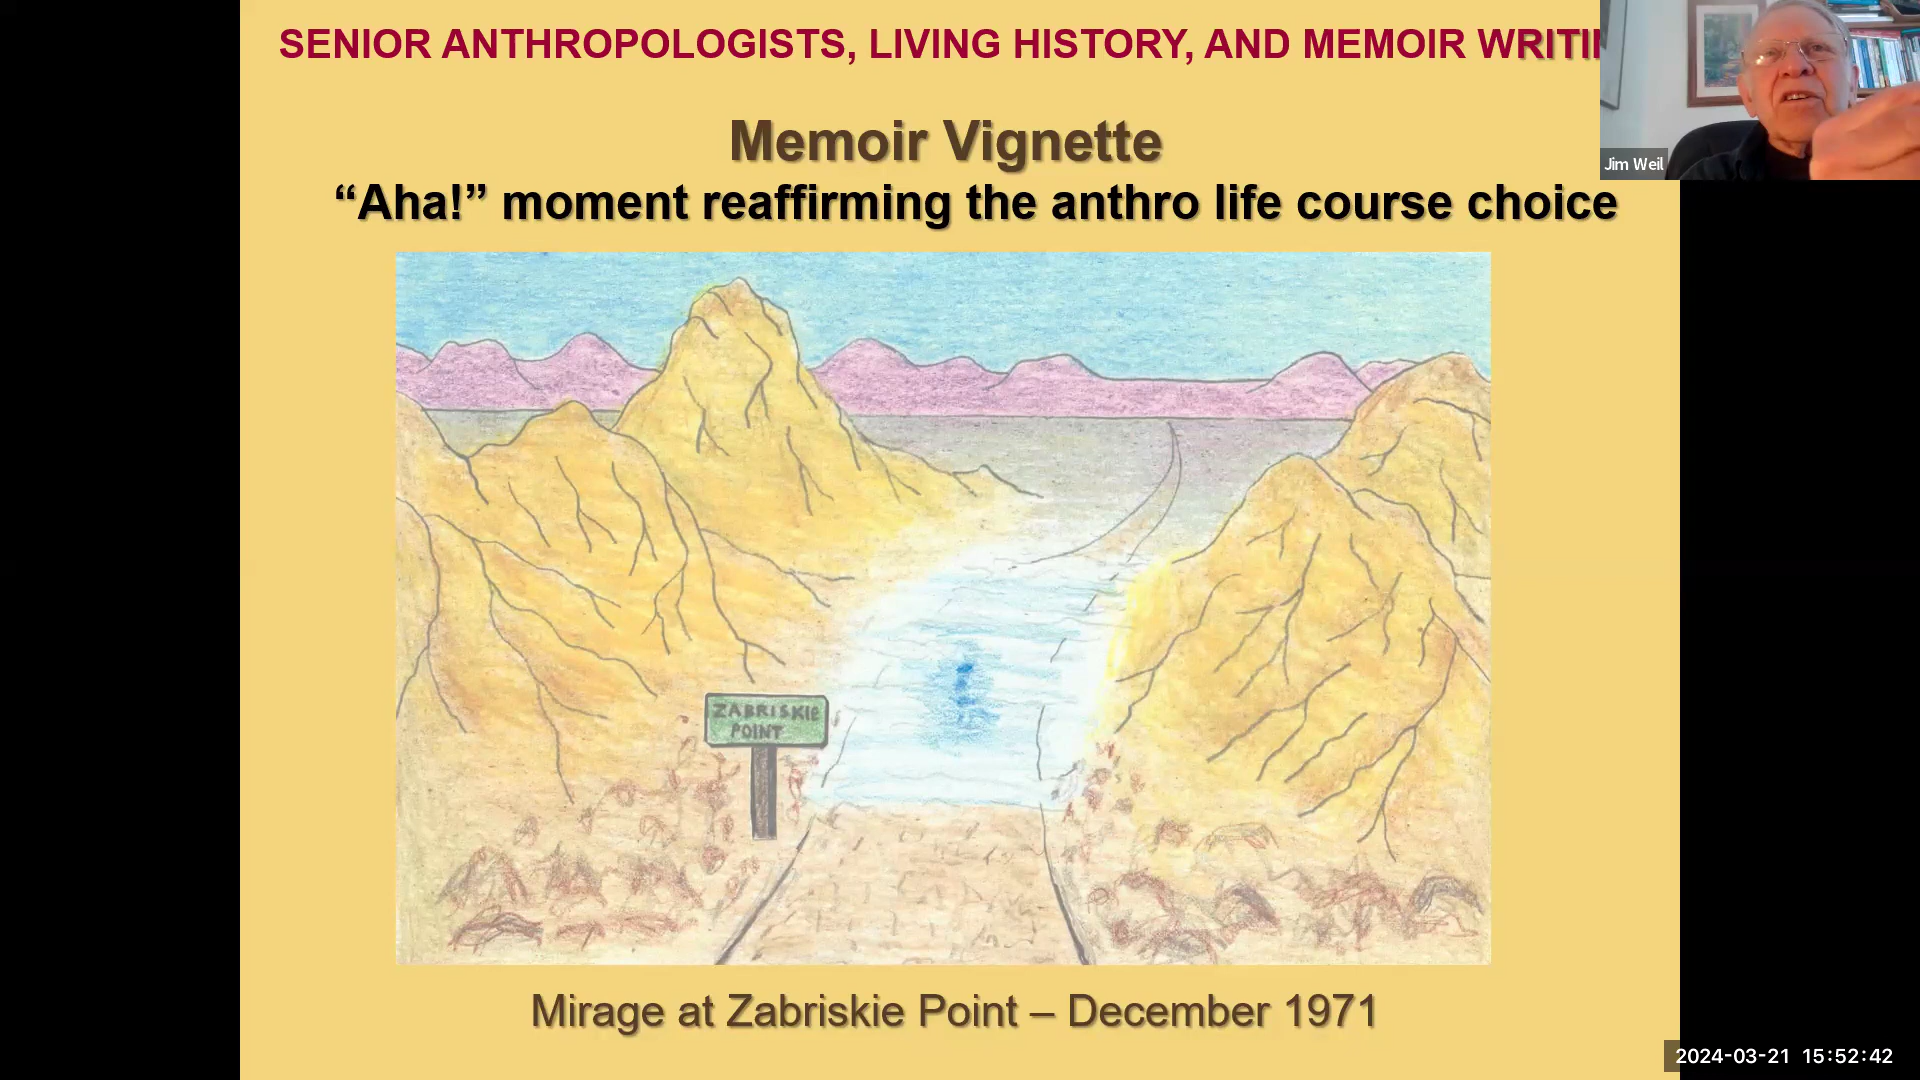 SENIOR ANTHROPOLOGISTS, LIVING HISTORY, AND MEMOIR WRITIN
Jim Weil
Memoir Vignette
“Aha!” moment reaffirming the anthro life course choice
ZABRISKIE
POINT
Mirage at Zabriskie Point – December 1971
2024-03-21 15:52:42